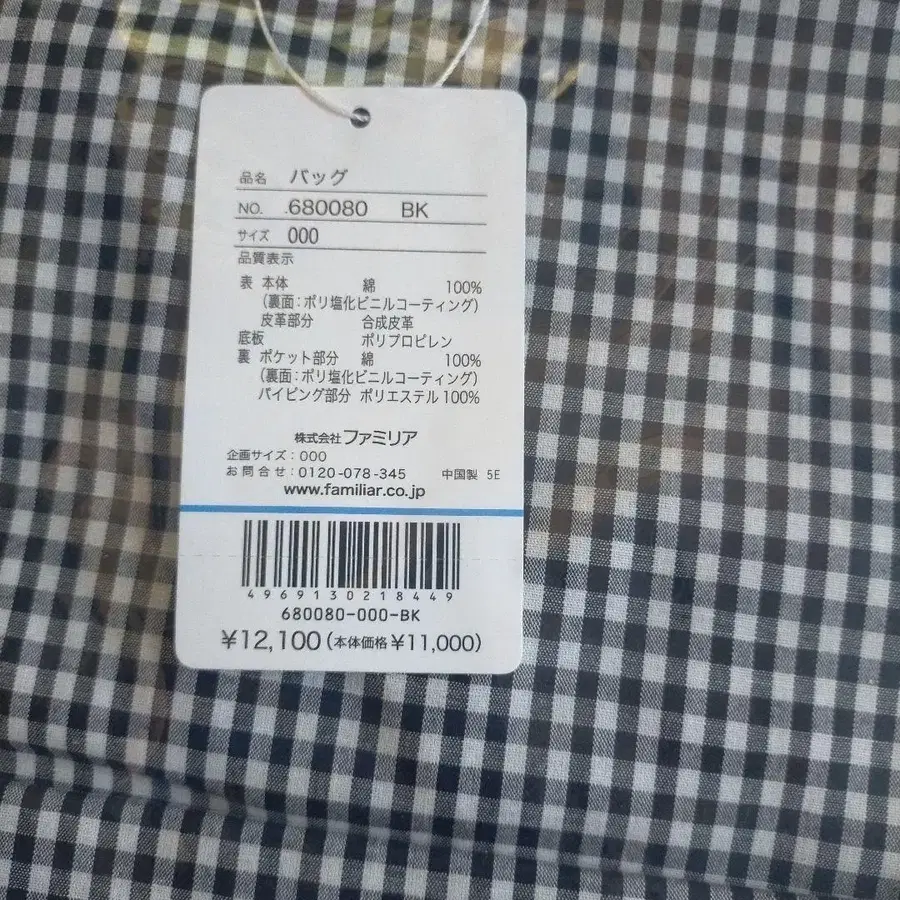 品名 バッグ
NO. .680080 BK
サイズ 000
品質表示
表 本体 綿 100%
(裏面:ポリ塩化ビニルコーティング)
皮革部分 合成皮革
底板 ポリプロピレン
裏 ポケット部分 綿 100%
(裏面:ポリ塩化ビニルコーティング)
パイピング部分 ポリエステル 100%
株式会社 ファミリア
企画サイズ:000
お問合せ:0120-078-345 中国製 5E
www.familiar.co.jp
4969130218449
680080-000-BK
¥12,100(本体価格 ¥11,000)